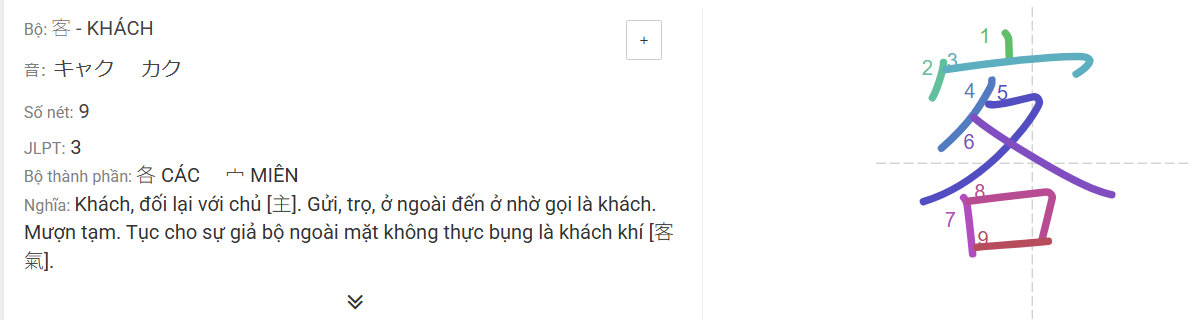 Bộ: 客 - KHÁCH
+
音: キャク カク
Số nét: 9
JLPT: 3
Bộ thành phần: 各 CÁC 宀 MIÊN
Nghĩa: Khách, đối lại với chủ [主]. Gửi, trọ, ở ngoài đến ở nhờ gọi là khách.
Mượn tạm. Tục cho sự giả bộ ngoài mặt không thực bụng là khách khí [客
氣].
客
1
2
3
4
5
6
7
8
9